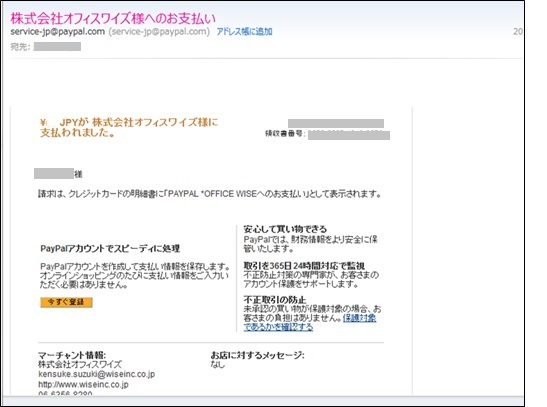 株式会社オフィスワイズ様へのお支払い
service-jp@paypal.com (service-jp@paypal.com) アドレス帳に追加
20
宛先:
¥ JPYが 株式会社オフィスワイズ様に
支払われました。
領収書番号:
様
請求は、クレジットカードの明細書に「PAYPAL *OFFICE WISEへのお支払い」として表示されます。
PayPalアカウントでスピーディに処理
PayPalアカウントを作成して支払い情報を保存します。
オンラインショッピングのたびに支払い情報をご入力い
ただく必要はありません。
今すぐ登録
安心して買い物できる
PayPalでは、財務情報をより安全に保
管いたします。
取引を365日24時間対応で監視
不正防止対策の専門家が、お客さまの
アカウント保護をサポートします。
不正取引の防止
未承認の買い物が保護対象の場合、お
客さまの負担はありません。保護対象
であるかを確認する
マーチャント情報:
株式会社オフィスワイズ
kensuke.suzuki@wiseinc.co.jp
http://www.wiseinc.co.jp
06-6356-8280
お店に対するメッセージ:
なし